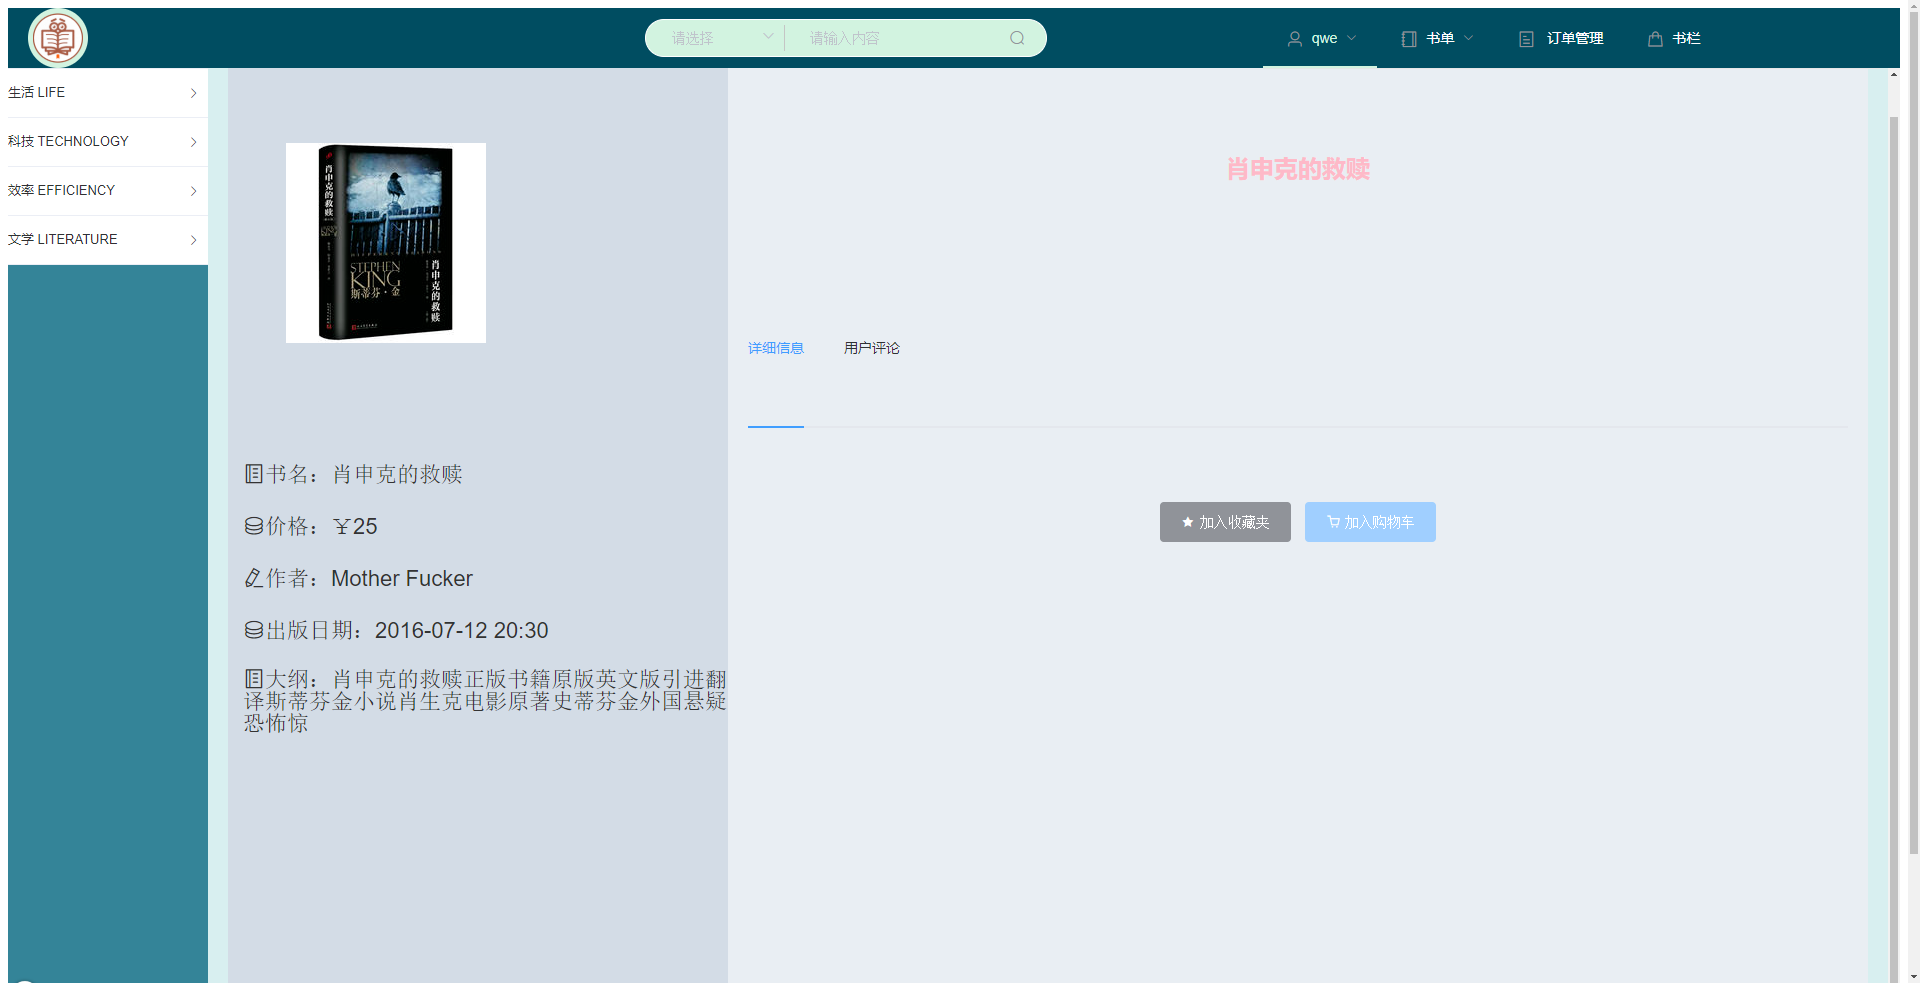 请选择
请输入内容
qwe
书单
订单管理
书栏
生活 LIFE
科技 TECHNOLOGY
效率 EFFICIENCY
文学 LITERATURE
肖申克的救赎
STEPHEN
KING
斯蒂芬·金
肖申克的救赎
肖申克的救赎
详细信息
用户评论
书名：肖申克的救赎
价格：￥25
作者：Mother Fucker
出版日期：2016-07-12 20:30
大纲：肖申克的救赎正版书籍原版英文版引进翻
译斯蒂芬金小说肖生克电影原著史蒂芬金外国悬疑
恐怖惊
加入收藏夹
加入购物车